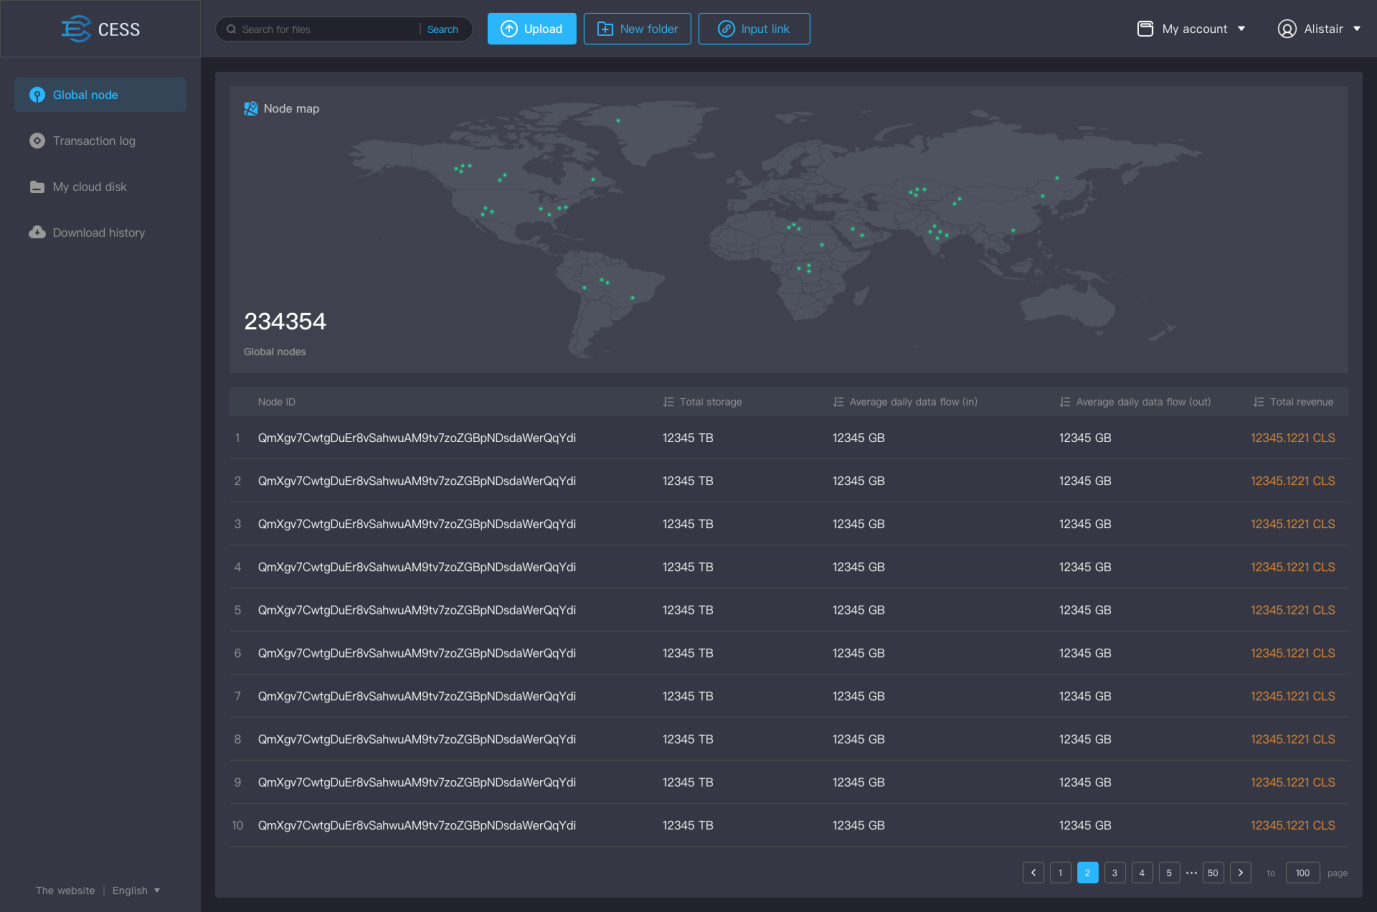 CESS
Search for files
Search
Upload
New folder
Input link
My account
Alistair
Global node
Transaction log
My cloud disk
Download history
Node map
234354
Global nodes
Node ID Total storage Average daily data flow (in) Average daily data flow (out) Total revenue
1 QmXgv7CwtgDuEr8vSahwuAM9tv7zoZGBpNDsdaWerQqYdi 12345 TB 12345 GB 12345 GB 12345.1221 CLS
2 QmXgv7CwtgDuEr8vSahwuAM9tv7zoZGBpNDsdaWerQqYdi 12345 TB 12345 GB 12345 GB 12345.1221 CLS
3 QmXgv7CwtgDuEr8vSahwuAM9tv7zoZGBpNDsdaWerQqYdi 12345 TB 12345 GB 12345 GB 12345.1221 CLS
4 QmXgv7CwtgDuEr8vSahwuAM9tv7zoZGBpNDsdaWerQqYdi 12345 TB 12345 GB 12345 GB 12345.1221 CLS
5 QmXgv7CwtgDuEr8vSahwuAM9tv7zoZGBpNDsdaWerQqYdi 12345 TB 12345 GB 12345 GB 12345.1221 CLS
6 QmXgv7CwtgDuEr8vSahwuAM9tv7zoZGBpNDsdaWerQqYdi 12345 TB 12345 GB 12345 GB 12345.1221 CLS
7 QmXgv7CwtgDuEr8vSahwuAM9tv7zoZGBpNDsdaWerQqYdi 12345 TB 12345 GB 12345 GB 12345.1221 CLS
8 QmXgv7CwtgDuEr8vSahwuAM9tv7zoZGBpNDsdaWerQqYdi 12345 TB 12345 GB 12345 GB 12345.1221 CLS
9 QmXgv7CwtgDuEr8vSahwuAM9tv7zoZGBpNDsdaWerQqYdi 12345 TB 12345 GB 12345 GB 12345.1221 CLS
10 QmXgv7CwtgDuEr8vSahwuAM9tv7zoZGBpNDsdaWerQqYdi 12345 TB 12345 GB 12345 GB 12345.1221 CLS
1 2 3 4 5 ••• 50 to 100 page
The website | English